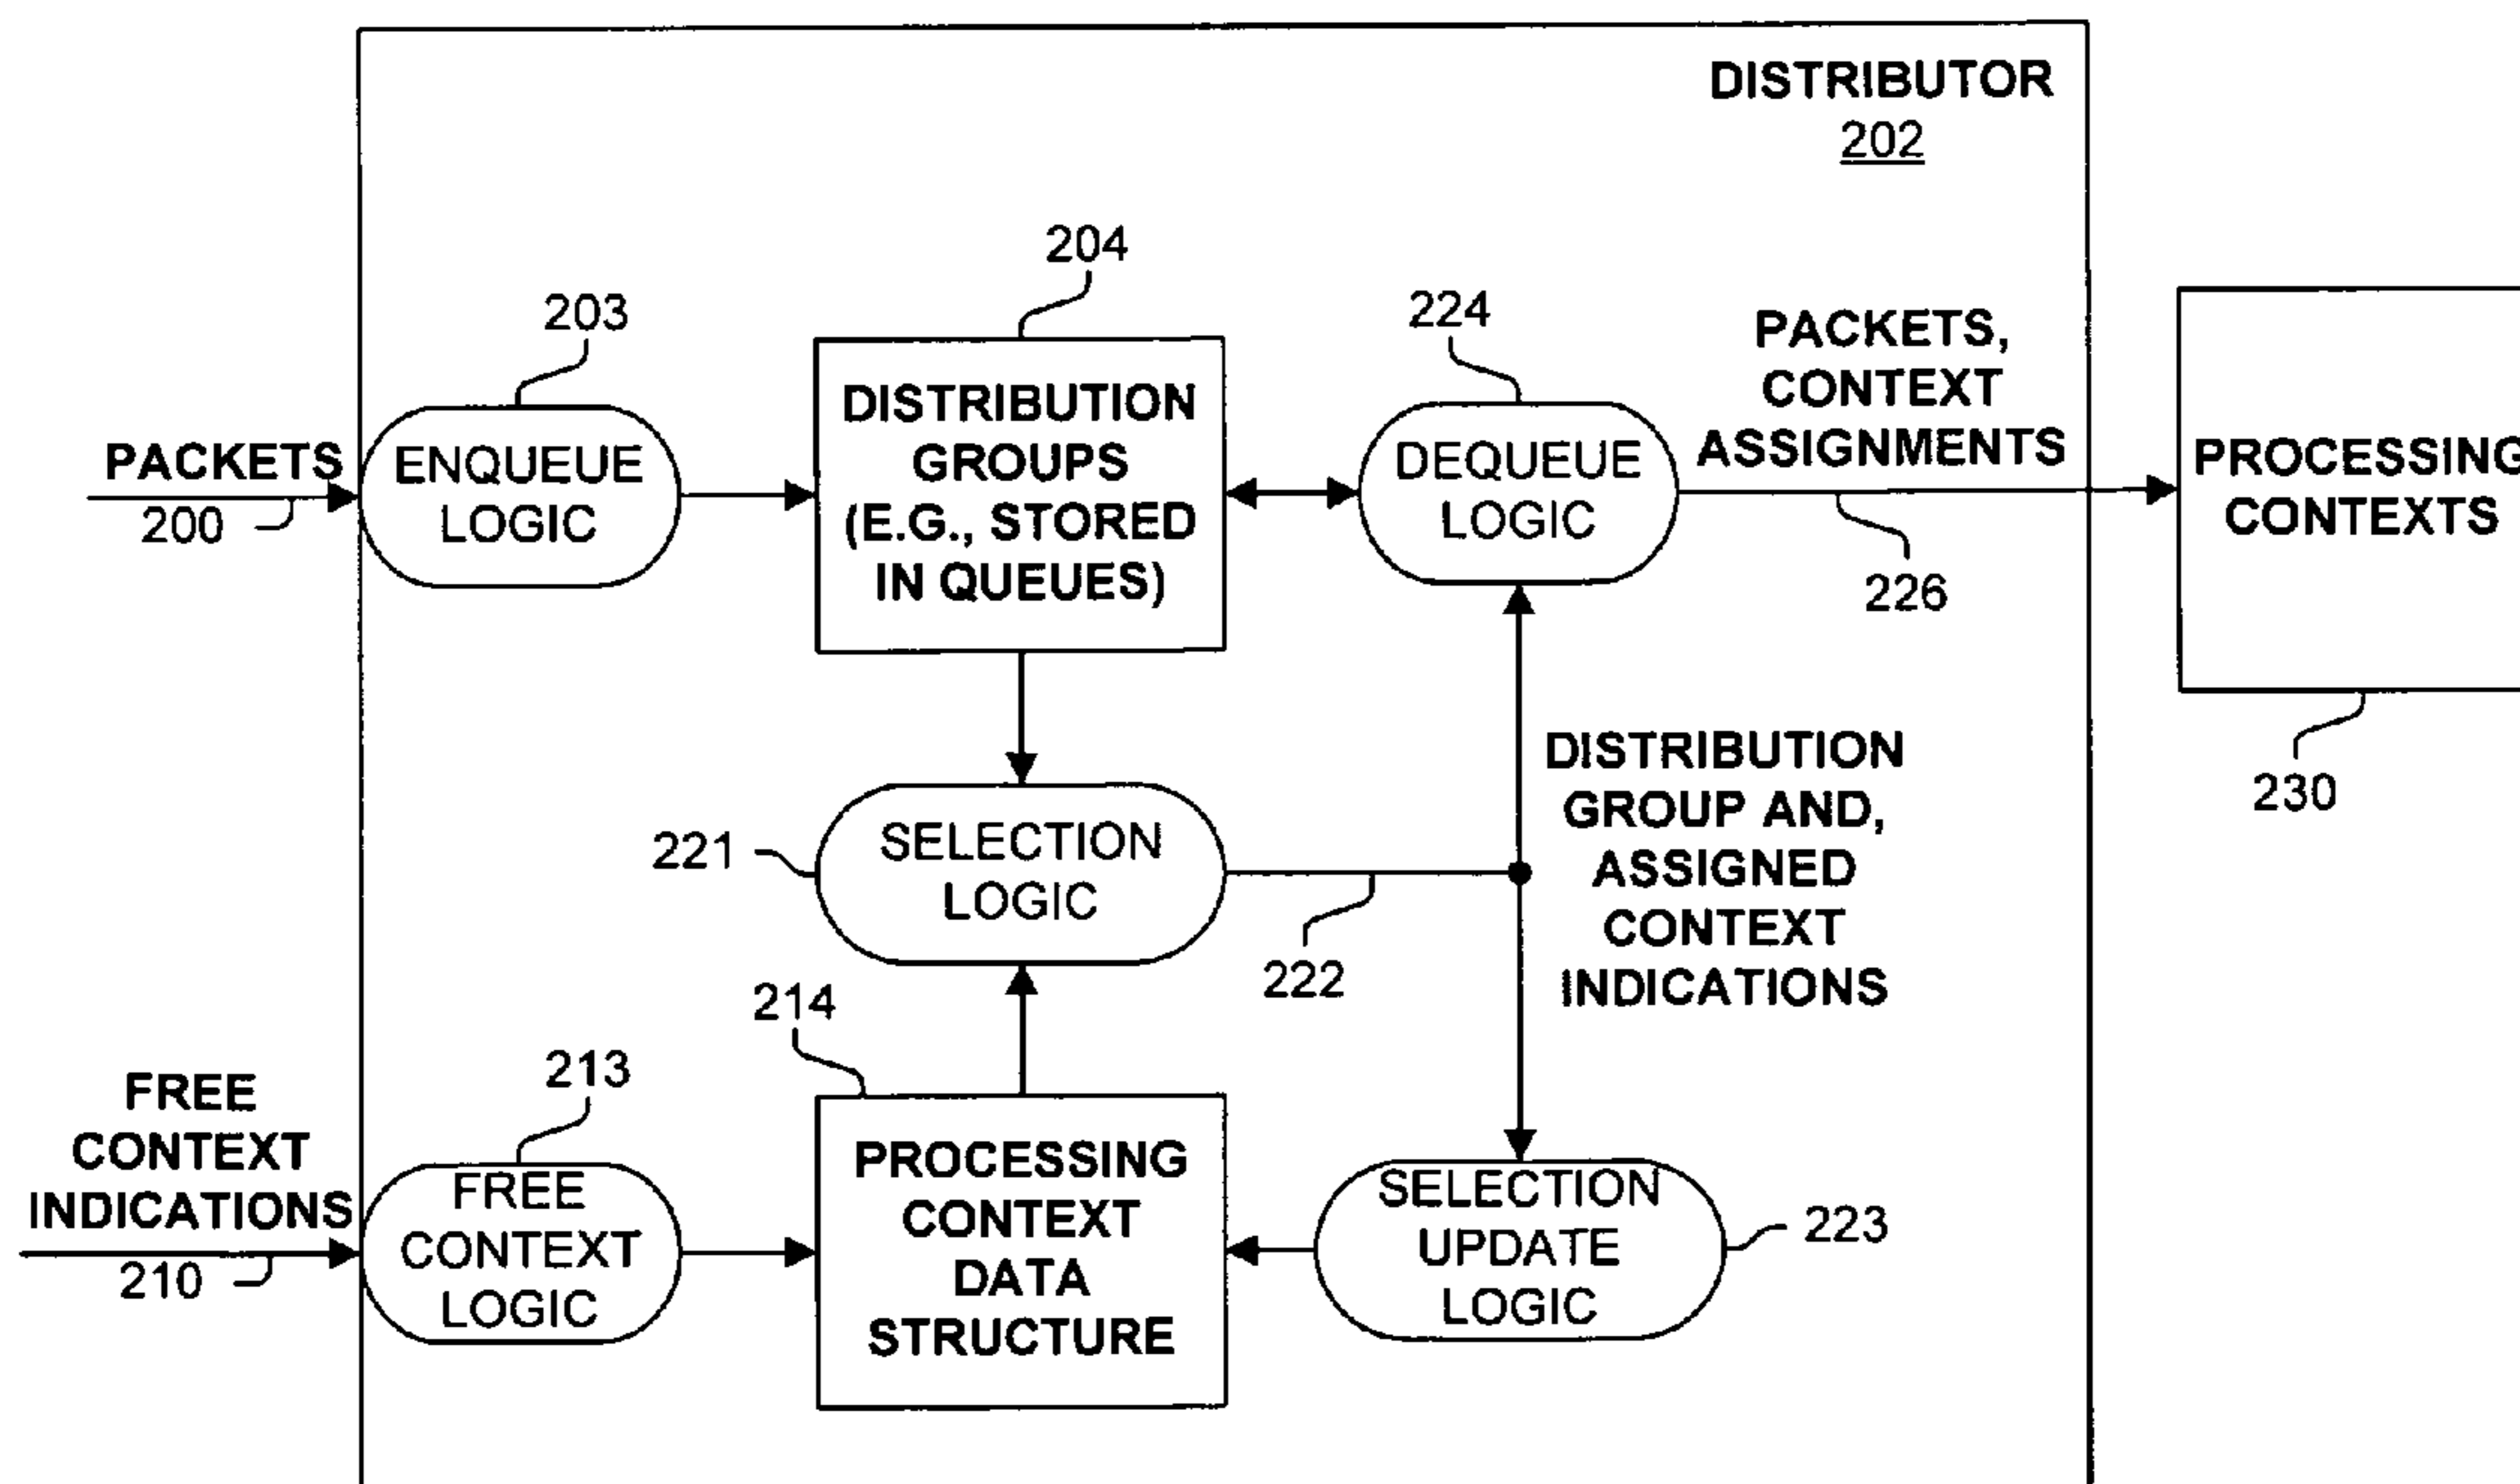 DISTRIBUTOR
202
204
203
224
PACKETS,
CONTEXT
ASSIGNMENTS
PACKETS
200
ENQUEUE
LOGIC
DISTRIBUTION
GROUPS
(E.G., STORED
IN QUEUES)
DEQUEUE
LOGIC
226
PROCESSING
CONTEXTS
230
221
SELECTION
LOGIC
222
DISTRIBUTION
GROUP AND,
ASSIGNED
CONTEXT
INDICATIONS
214
213
FREE
CONTEXT
INDICATIONS
210
FREE
CONTEXT
LOGIC
PROCESSING
CONTEXT
DATA
STRUCTURE
SELECTION
UPDATE
LOGIC
223